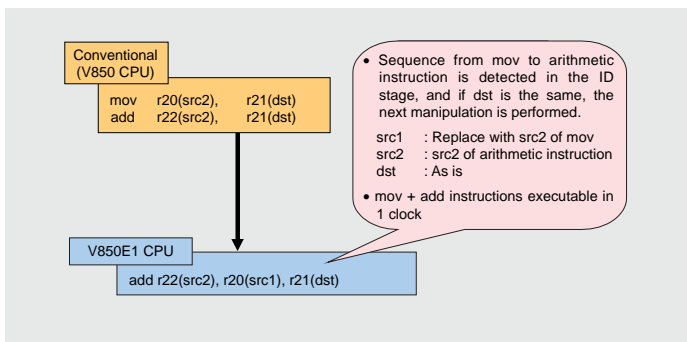 Conventional
(V850 CPU)
mov r20(src2), r21(dst)
add r22(src2), r21(dst)
• Sequence from mov to arithmetic
instruction is detected in the ID
stage, and if dst is the same, the
next manipulation is performed.
src1 : Replace with src2 of mov
src2 : src2 of arithmetic instruction
dst : As is
• mov + add instructions executable in
1 clock
V850E1 CPU
add r22(src2), r20(src1), r21(dst)